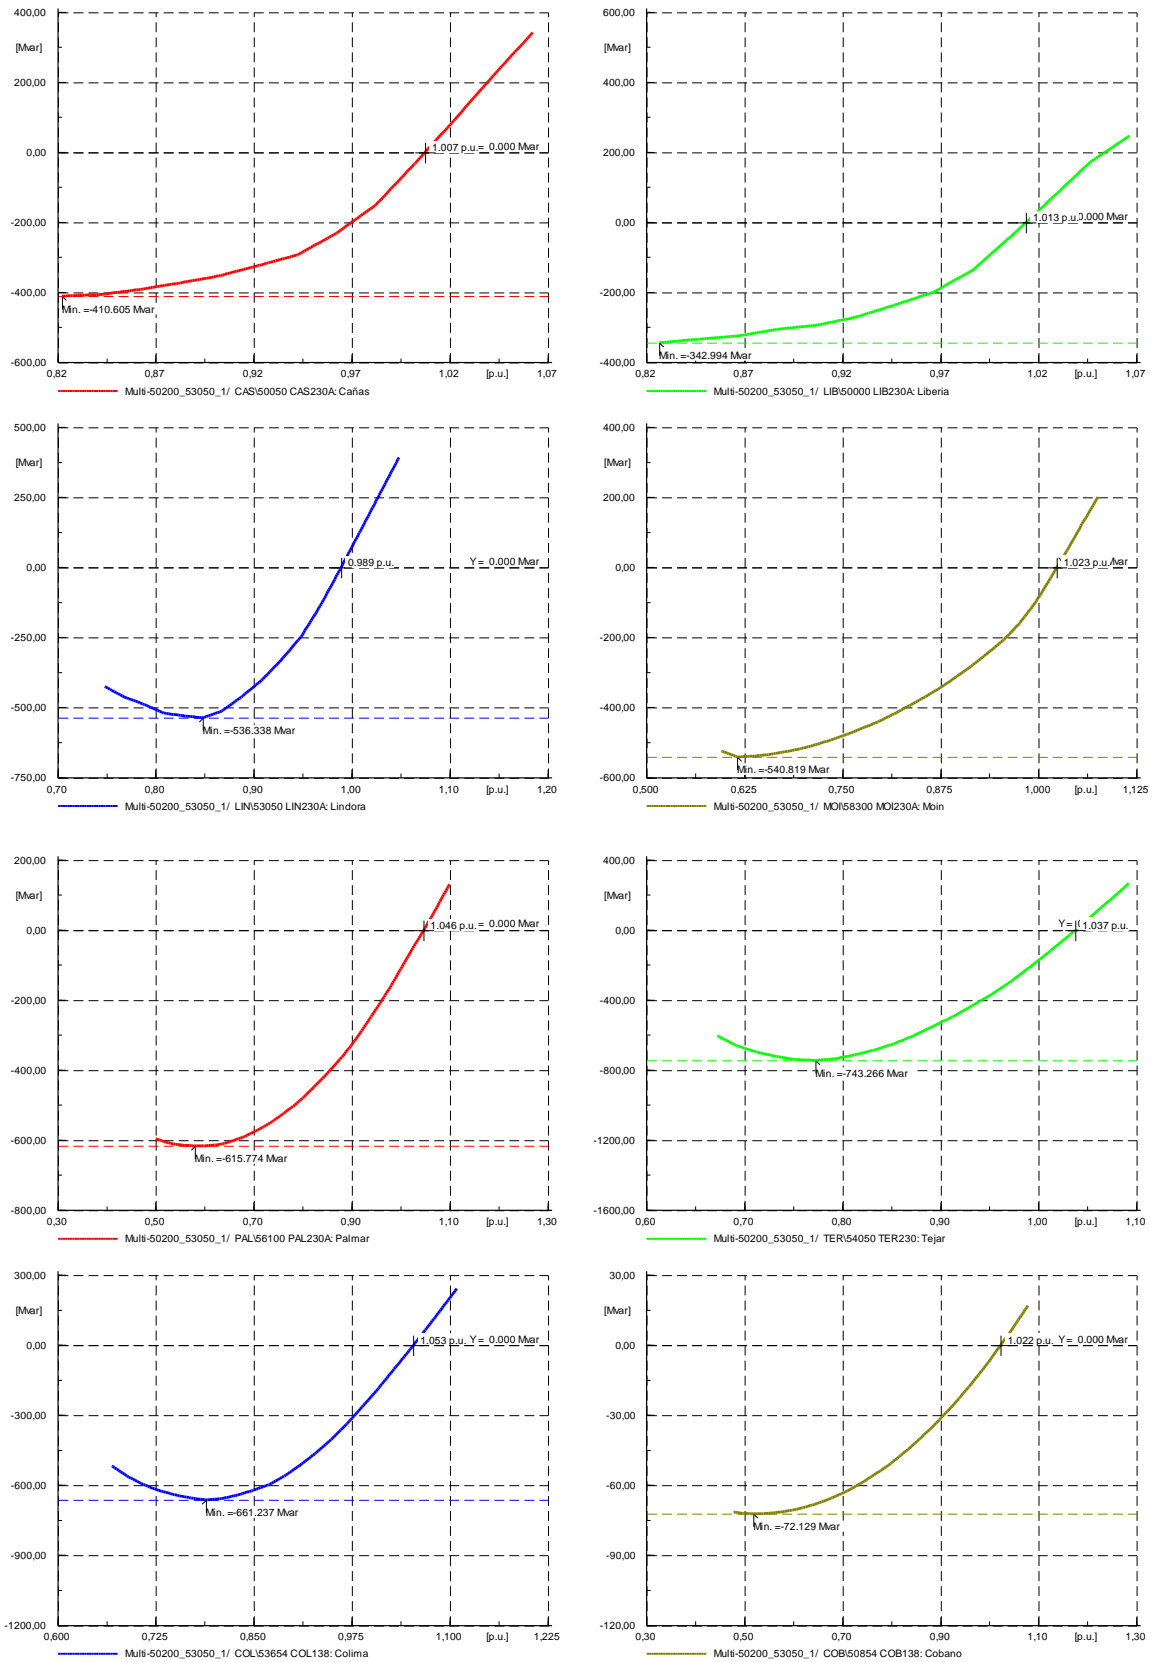 400,00
[Mvar]
200,00
0,00
-200,00
-400,00
-600,00
1.007 p.u.= 0.000 Mvar
Min. =-410.605 Mvar
0,82 0,87 0,92 0,97 1,02 [p.u.] 1,07
Multi-50200_53050_1/ CAS\50050 CAS230A: Cañas
600,00
[Mvar]
400,00
200,00
0,00
-200,00
-400,00
1.013 p.u. 0.000 Mvar
Min. =-342.994 Mvar
0,82 0,87 0,92 0,97 1,02 [p.u.] 1,07
Multi-50200_53050_1/ LIB\50000 LIB230A: Liberia
500,00
[Mvar]
250,00
0,00
-250,00
-500,00
-750,00
0.989 p.u. Y = 0.000 Mvar
Min. =-536.338 Mvar
0,70 0,80 0,90 1,00 1,10 [p.u.] 1,20
Multi-50200_53050_1/ LIN\53050 LIN230A: Lindora
400,00
[Mvar]
200,00
0,00
-200,00
-400,00
-600,00
1.023 p.u. Mvar
Min. =-540.819 Mvar
0,500 0,625 0,750 0,875 1,000 [p.u.] 1,125
Multi-50200_53050_1/ MOI\58300 MOI230A: Moin
200,00
[Mvar]
0,00
-200,00
-400,00
-600,00
-800,00
1.046 p.u. = 0.000 Mvar
Min. =-615.774 Mvar
0,30 0,50 0,70 0,90 1,10 [p.u.] 1,30
Multi-50200_53050_1/ PAL\56100 PAL230A: Palmar
400,00
[Mvar]
0,00
-400,00
-800,00
-1200,00
-1600,00
Y = 1.037 p.u.
Min. =-743.266 Mvar
0,60 0,70 0,80 0,90 1,00 [p.u.] 1,10
Multi-50200_53050_1/ TER\54050 TER230: Tejar
300,00
[Mvar]
0,00
-300,00
-600,00
-900,00
-1200,00
1.053 p.u. Y = 0.000 Mvar
Min. =-661.237 Mvar
0,600 0,725 0,850 0,975 1,100 [p.u.] 1,225
Multi-50200_53050_1/ COL\53654 COL138: Colima
30,00
[Mvar]
0,00
-30,00
-60,00
-90,00
-120,00
1.022 p.u. Y = 0.000 Mvar
Min. =-72.129 Mvar
0,30 0,50 0,70 0,90 1,10 [p.u.] 1,30
Multi-50200_53050_1/ COB\50854 COB138: Cobano